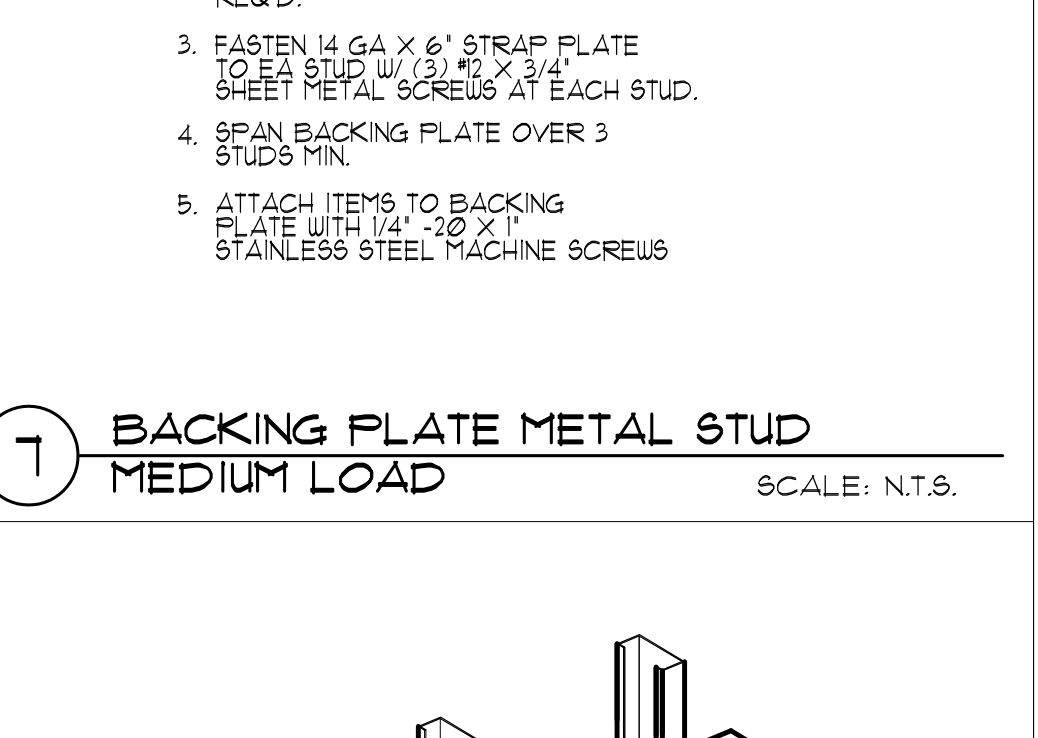 REQ'D.
3. FASTEN 14 GA X 6" STRAP PLATE
TO EA STUD W/ (3) #12 X 3/4"
SHEET METAL SCREWS AT EACH STUD.
4. SPAN BACKING PLATE OVER 3
STUDS MIN.
5. ATTACH ITEMS TO BACKING
PLATE WITH 1/4" -20 X 1"
STAINLESS STEEL MACHINE SCREWS
7
BACKING PLATE METAL STUD
MEDIUM LOAD
SCALE: N.T.S.